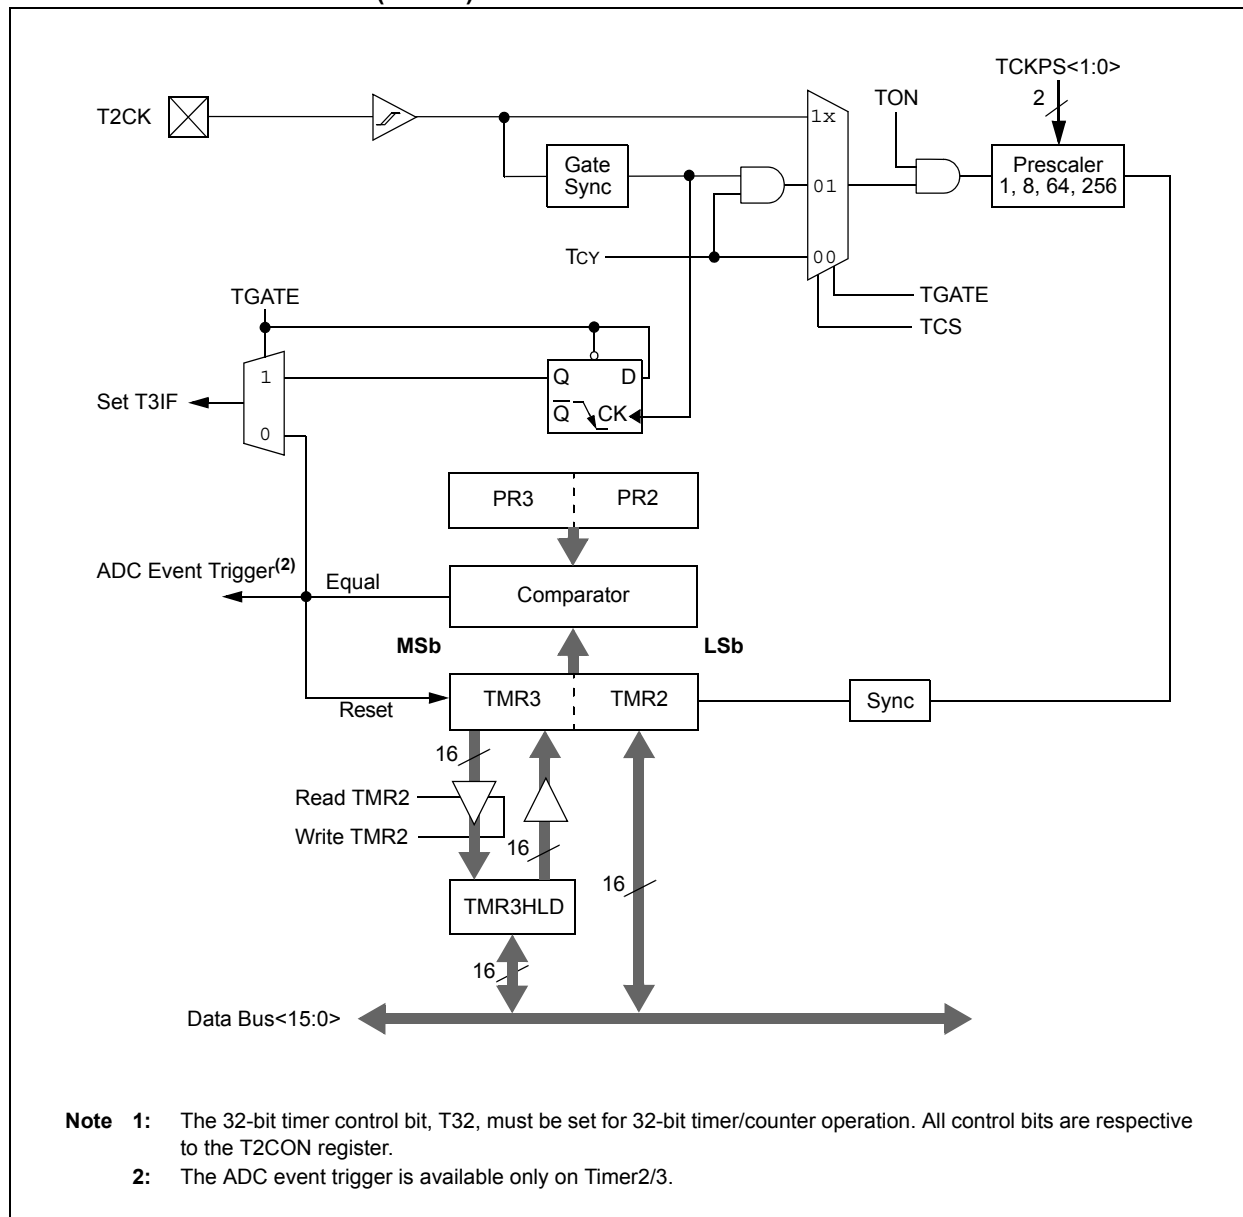 TCKPS<1:0>
2
TON
T2CK
1x
Gate
Sync
Prescaler
1, 8, 64, 256
01
TCY
00
TGATE
TGATE
TCS
1
Q D
Set T3IF
Q CK
0
PR3 PR2
ADC Event Trigger(2)
Equal
Comparator
MSb LSb
TMR3 TMR2
Sync
Reset
16
Read TMR2
Write TMR2
16
16
TMR3HLD
16
Data Bus<15:0>
Note 1: The 32-bit timer control bit, T32, must be set for 32-bit timer/counter operation. All control bits are respective
to the T2CON register.
2: The ADC event trigger is available only on Timer2/3.